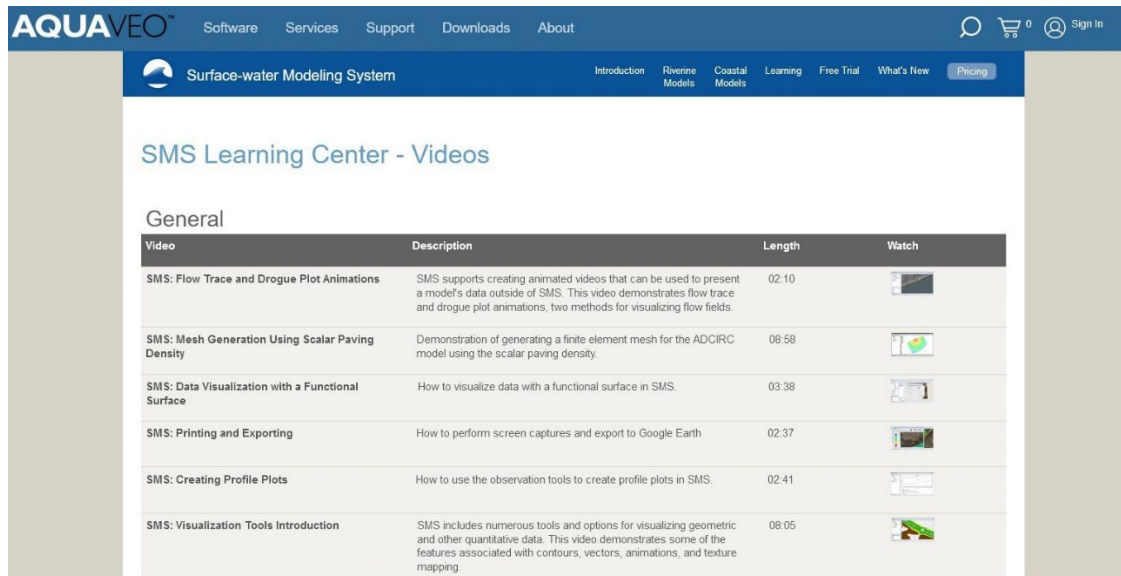 AQUAVEO™ Software Services Support Downloads About 0 Sign In
Surface-water Modeling System Introduction Riverine Models Coastal Models Learning Free Trial What's New Pricing
SMS Learning Center - Videos
General
Video Description Length Watch
SMS: Flow Trace and Drogue Plot Animations SMS supports creating animated videos that can be used to present 02:10
a model's data outside of SMS. This video demonstrates flow trace
and drogue plot animations, two methods for visualizing flow fields.
SMS: Mesh Generation Using Scalar Paving Demonstration of generating a finite element mesh for the ADCIRC 08:58
Density model using the scalar paving density.
SMS: Data Visualization with a Functional How to visualize data with a functional surface in SMS. 03:38
Surface
SMS: Printing and Exporting How to perform screen captures and export to Google Earth 02:37
SMS: Creating Profile Plots How to use the observation tools to create profile plots in SMS. 02:41
SMS: Visualization Tools Introduction SMS includes numerous tools and options for visualizing geometric 08:05
and other quantitative data. This video demonstrates some of the
features associated with contours, vectors, animations, and texture
mapping.